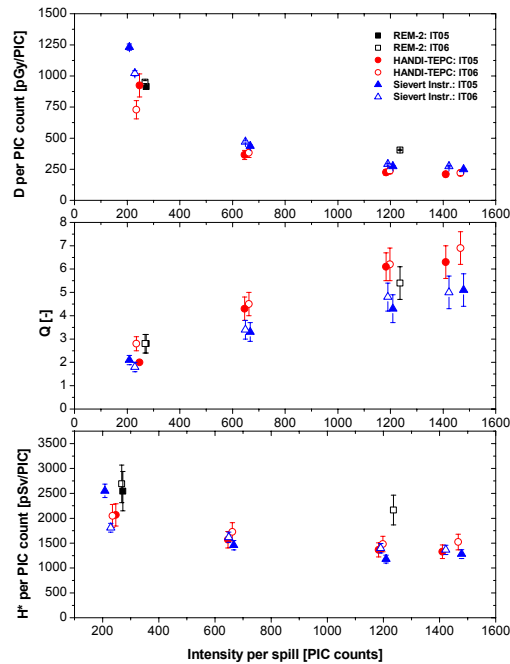 1500
1250
1000
750
500
250
0
D per PIC count [pGy/PIC]
REM-2: IT05
REM-2: IT06
HANDI-TEPC: IT05
HANDI-TEPC: IT06
Sievert Instr.: IT05
Sievert Instr.: IT06
0 200 400 600 800 1000 1200 1400 1600
8
7
6
5
4
3
2
1
0
Q [-]
0 200 400 600 800 1000 1200 1400 1600
3500
3000
2500
2000
1500
1000
500
0
H* per PIC count [pSv/PIC]
200 400 600 800 1000 1200 1400 1600
Intensity per spill [PIC counts]